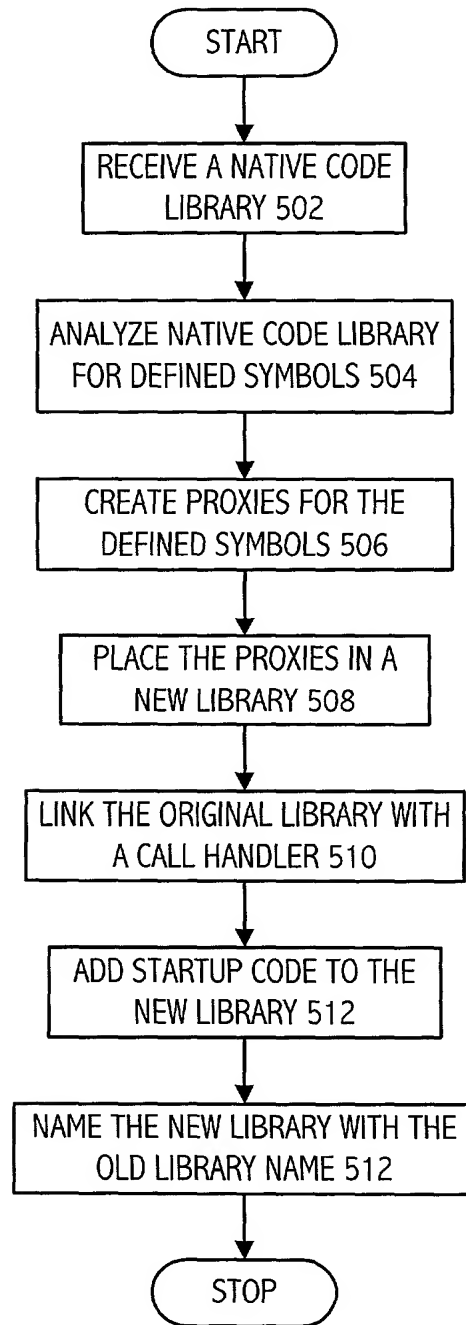 START
RECEIVE A NATIVE CODE
LIBRARY 502
ANALYZE NATIVE CODE LIBRARY
FOR DEFINED SYMBOLS 504
CREATE PROXIES FOR THE
DEFINED SYMBOLS 506
PLACE THE PROXIES IN A
NEW LIBRARY 508
LINK THE ORIGINAL LIBRARY WITH
A CALL HANDLER 510
ADD STARTUP CODE TO THE
NEW LIBRARY 512
NAME THE NEW LIBRARY WITH THE
OLD LIBRARY NAME 512
STOP